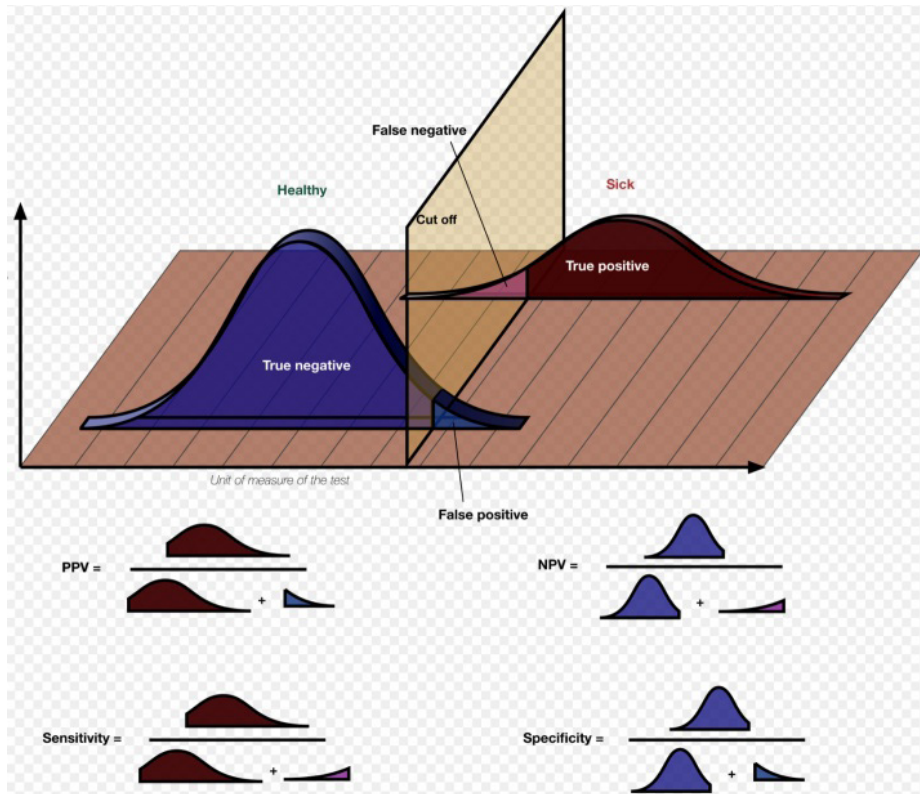 False negative
Healthy
Sick
Cut off
True positive
True negative
Unit of measure of the test
False positive
PPV =
+
NPV =
+
Sensitivity =
+
Specificity =
+